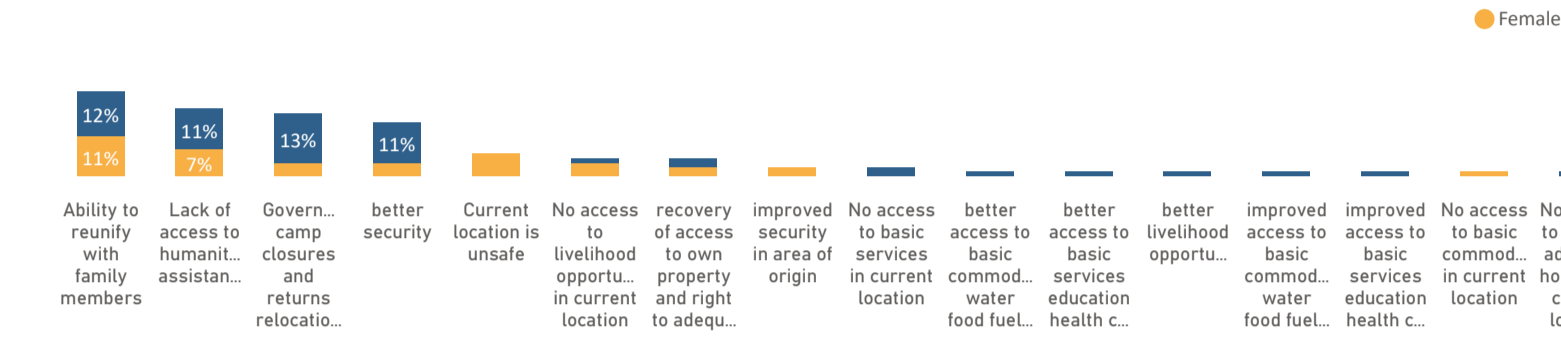 Female
12%
11%
11%
7%
13%
11%
Ability to
reunify
with
family
members
Lack of
access to
humanit...
assistan...
Govern...
camp
closures
and
returns
relocatio...
better
security
Current
location is
unsafe
No access
to
livelihood
opportu...
in current
location
recovery
of access
to own
property
and right
to adequ...
improved
security
in area of
origin
No access
to basic
services
in current
location
better
access to
basic
commod...
water
food fuel...
better
access to
basic
services
education
health c...
better
livelihood
opportu...
improved
access to
basic
commod...
water
food fuel...
improved
access to
basic
services
education
health c...
No access
to basic
commod...
in current
location
No
to